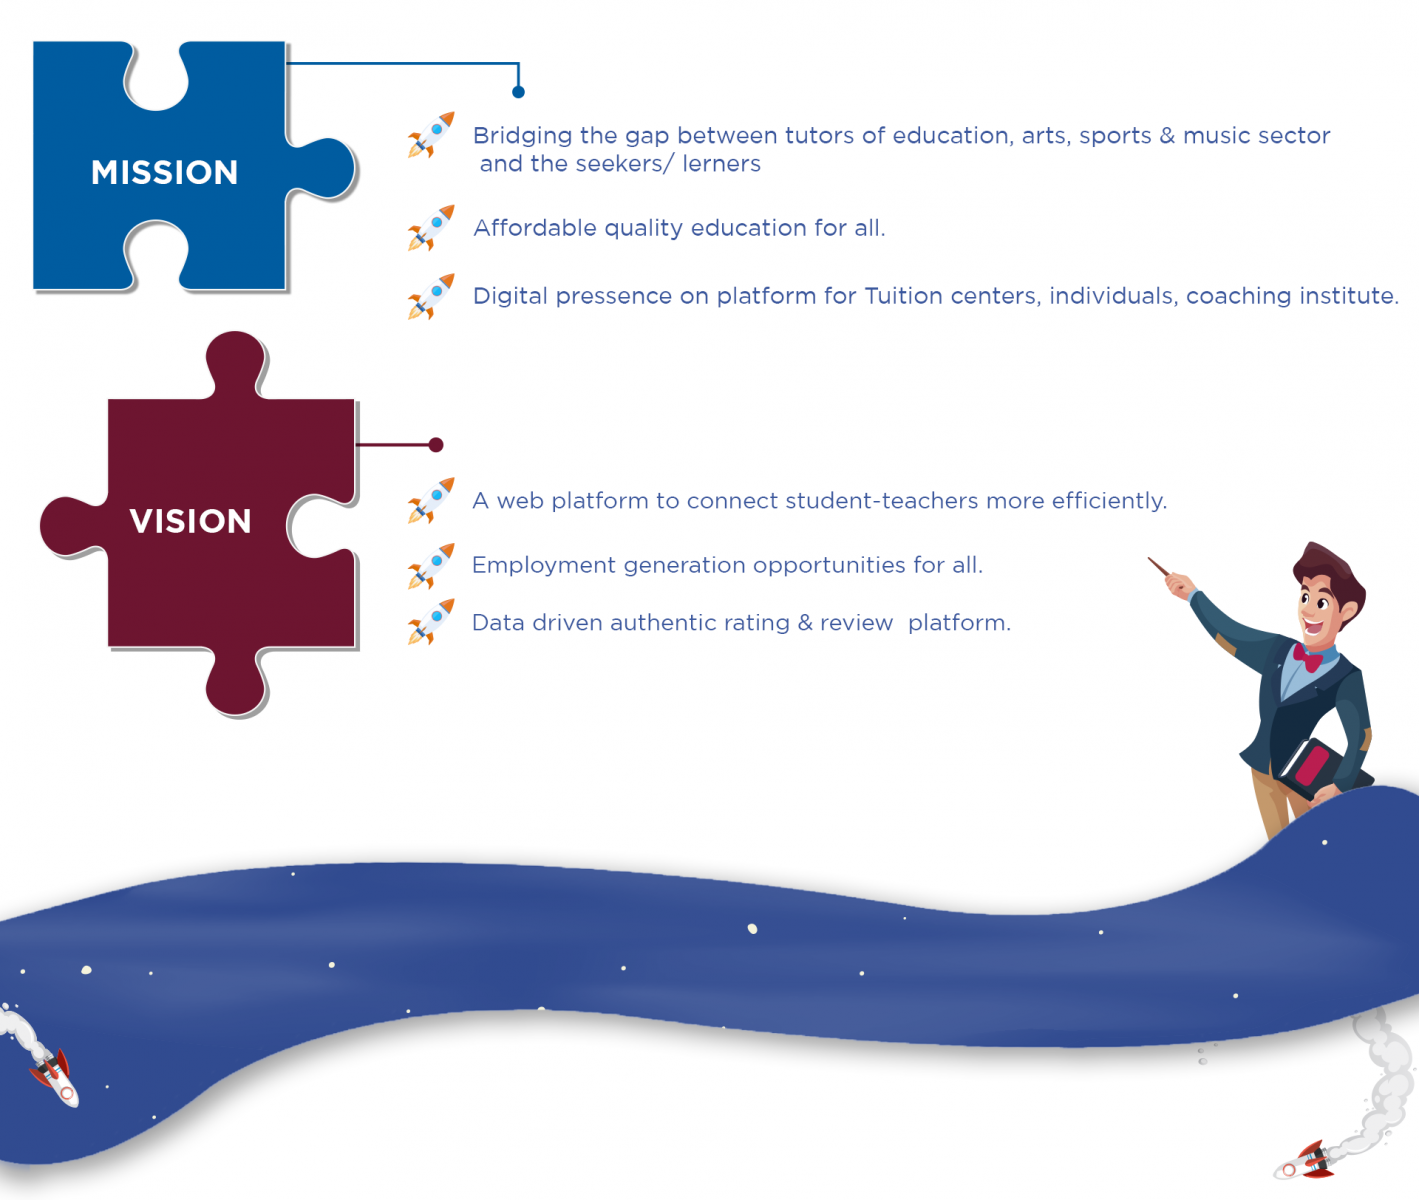 MISSION
Bridging the gap between tutors of education, arts, sports & music sector
and the seekers/ lerners
Affordable quality education for all.
Digital pressence on platform for Tuition centers, individuals, coaching institute.
VISION
A web platform to connect student-teachers more efficiently.
Employment generation opportunities for all.
Data driven authentic rating & review  platform.